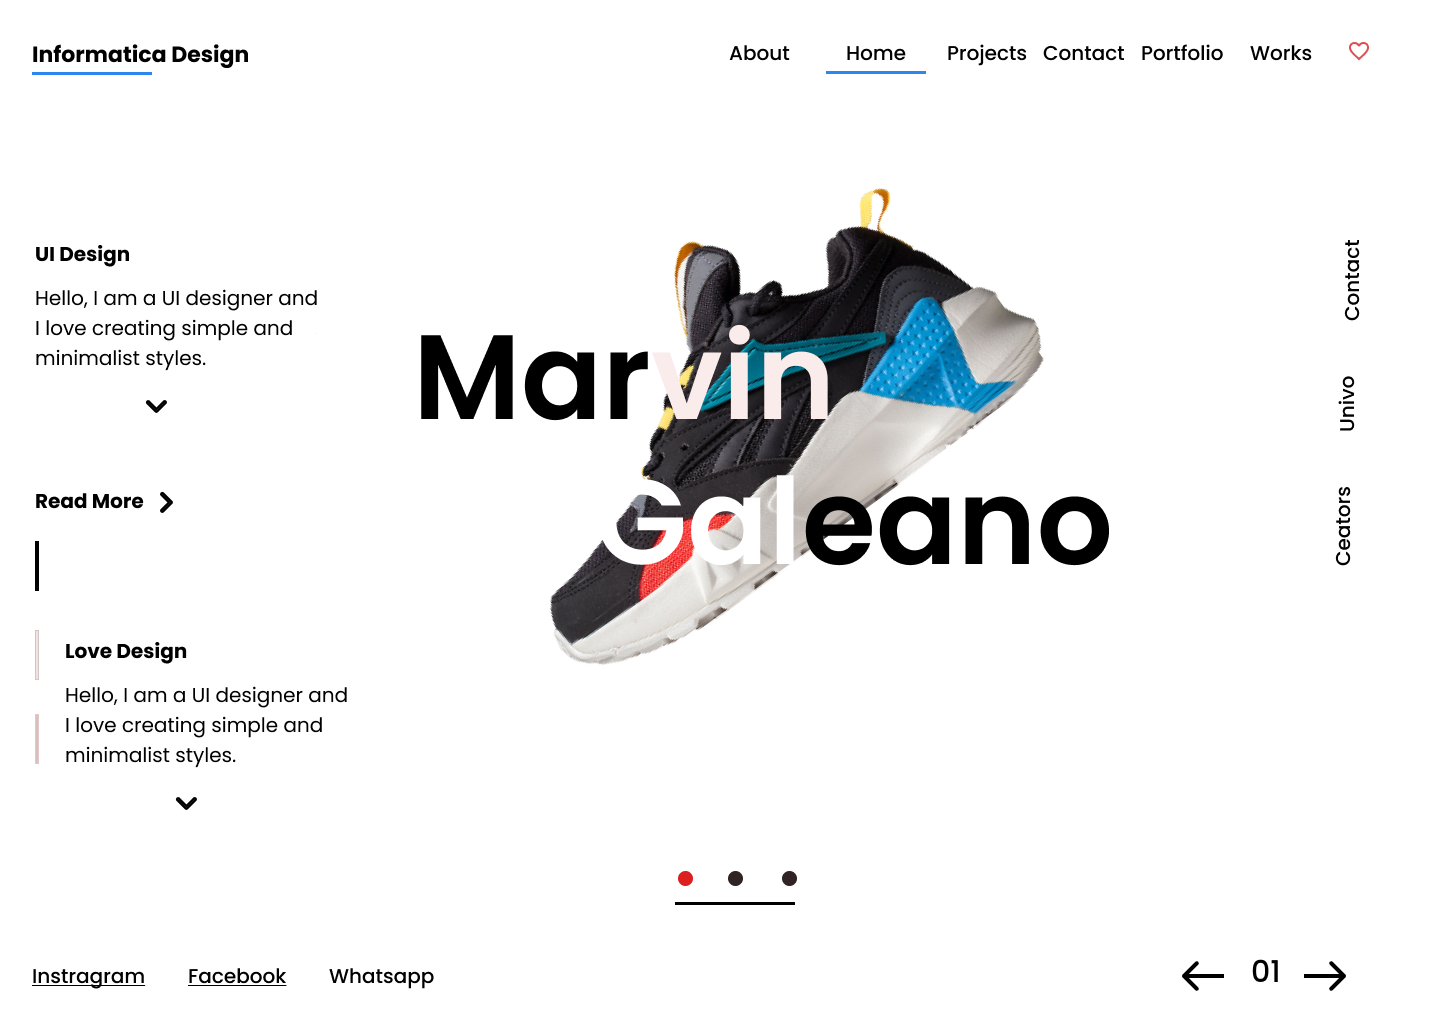 Informatica Design
About Home Projects Contact Portfolio Works
UI Design
Hello, I am a UI designer and
I love creating simple and
minimalist styles.
Read More
Love Design
Hello, I am a UI designer and
I love creating simple and
minimalist styles.
Marvin
Galeano
Contact
Univo
Ceators
Instragram Facebook Whatsapp
01